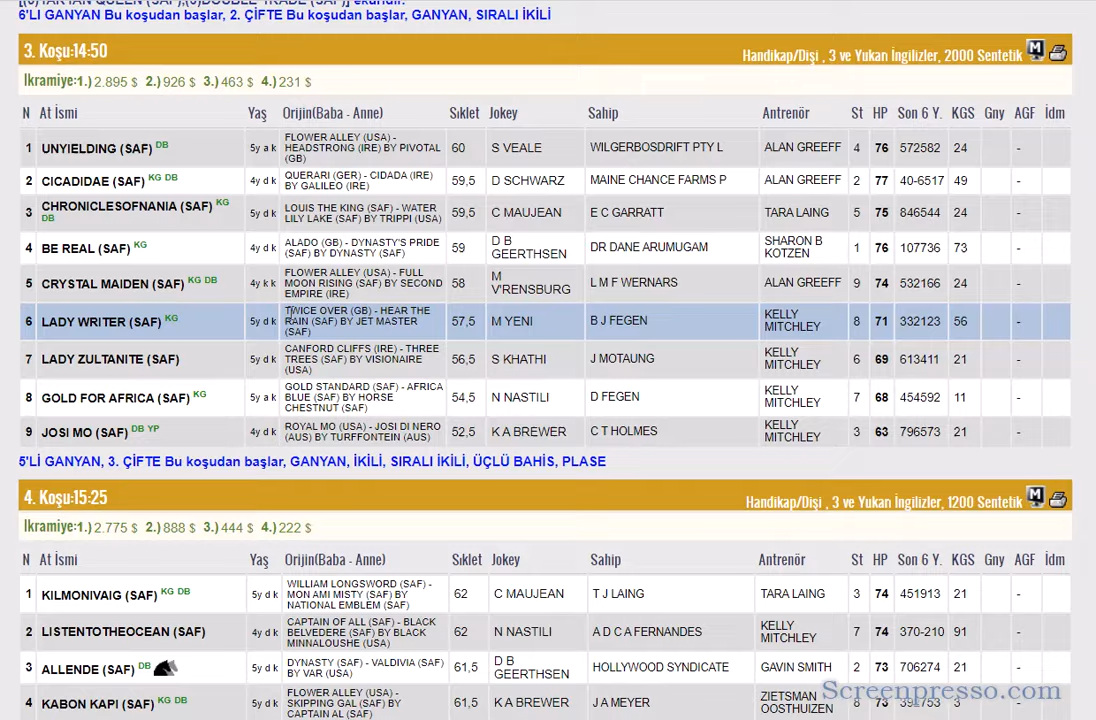 [(6)TARTAN QUEEN (SAF),(8)DOUBLE TRADE (SAF)] eküridir.
6'LI GANYAN Bu koşudan başlar, 2. ÇİFTE Bu koşudan başlar, GANYAN, SIRALI İKİLİ
3. Koşu:14:50 Handikap/Dişi , 3 ve Yukarı İngilizler, 2000 Sentetik M
İkramiye:1.) 2.895 $ 2.) 926 $ 3.) 463 $ 4.) 231 $
N At İsmi Yaş Orijin(Baba - Anne) Sıklet Jokey Sahip Antrenör St HP Son 6 Y. KGS Gny AGF İdm
1 UNYIELDING (SAF) DB 5y a k FLOWER ALLEY (USA) - HEADSTRONG (IRE) BY PIVOTAL (GB) 60 S VEALE WILGERBOSDRIFT PTY L ALAN GREEFF 4 76 572582 24 -
2 CICADIDAE (SAF) KG DB 4y d k QUERARI (GER) - CIDADA (IRE) BY GALILEO (IRE) 59,5 D SCHWARZ MAINE CHANCE FARMS P ALAN GREEFF 2 77 40-6517 49 -
3 CHRONICLESOFNANIA (SAF) KG DB 5y d k LOUIS THE KING (SAF) - WATER LILY LAKE (SAF) BY TRIPPI (USA) 59,5 C MAUJEAN E C GARRATT TARA LAING 5 75 846544 24 -
4 BE REAL (SAF) KG 4y d k ALADO (GB) - DYNASTY'S PRIDE (SAF) BY DYNASTY (SAF) 59 D B GEERTHSEN DR DANE ARUMUGAM SHARON B KOTZEN 1 76 107736 73 -
5 CRYSTAL MAIDEN (SAF) KG DB 4y k k FLOWER ALLEY (USA) - FULL MOON RISING (SAF) BY SECOND EMPIRE (IRE) 58 M V'RENSBURG L M F WERNARS ALAN GREEFF 9 74 532166 24 -
6 LADY WRITER (SAF) KG 5y d k TWICE OVER (GB) - HEAR THE RAIN (SAF) BY JET MASTER (SAF) 57,5 M YENI B J FEGEN KELLY MITCHLEY 8 71 332123 56 -
7 LADY ZULTANITE (SAF) 5y d k CANFORD CLIFFS (IRE) - THREE TREES (SAF) BY VISIONAIRE (USA) 56,5 S KHATHI J MOTAUNG KELLY MITCHLEY 6 69 613411 21 -
8 GOLD FOR AFRICA (SAF) KG 5y a k GOLD STANDARD (SAF) - AFRICA BLUE (SAF) BY HORSE CHESTNUT (SAF) 54,5 N NASTILI D FEGEN KELLY MITCHLEY 7 68 454592 11 -
9 JOSI MO (SAF) DB YP 4y d k ROYAL MO (USA) - JOSI DI NERO (AUS) BY TURFFONTEIN (AUS) 52,5 K A BREWER C T HOLMES KELLY MITCHLEY 3 63 796573 21 -
5'Lİ GANYAN, 3. ÇİFTE Bu koşudan başlar, GANYAN, İKİLİ, SIRALI İKİLİ, ÜÇLÜ BAHİS, PLASE
4. Koşu:15:25 Handikap/Dişi , 3 ve Yukarı İngilizler, 1200 Sentetik M
İkramiye:1.) 2.775 $ 2.) 888 $ 3.) 444 $ 4.) 222 $
N At İsmi Yaş Orijin(Baba - Anne) Sıklet Jokey Sahip Antrenör St HP Son 6 Y. KGS Gny AGF İdm
1 KILMONIVAIG (SAF) KG DB 5y d k WILLIAM LONGSWORD (SAF) - MON AMI MISTY (SAF) BY NATIONAL EMBLEM (SAF) 62 C MAUJEAN T J LAING TARA LAING 3 74 451913 21 -
2 LISTENTOTHEOCEAN (SAF) 4y d k CAPTAIN OF ALL (SAF) - BLACK BELVEDERE (SAF) BY BLACK MINNALOUSHE (USA) 62 N NASTILI A D C A FERNANDES KELLY MITCHLEY 7 74 370-210 91 -
3 ALLENDE (SAF) DB 5y d k DYNASTY (SAF) - VALDIVIA (SAF) BY VAR (USA) 61,5 D B GEERTHSEN HOLLYWOOD SYNDICATE GAVIN SMITH 2 73 706274 21 -
4 KABON KAPI (SAF) KG DB 5y d k FLOWER ALLEY (USA) - SKIPPING GAL (SAF) BY CAPTAIN AL (SAF) 61,5 K A BREWER J A MEYER ZIETSMAN OOSTHUIZEN 8 73 3 -
Screenpresso.com